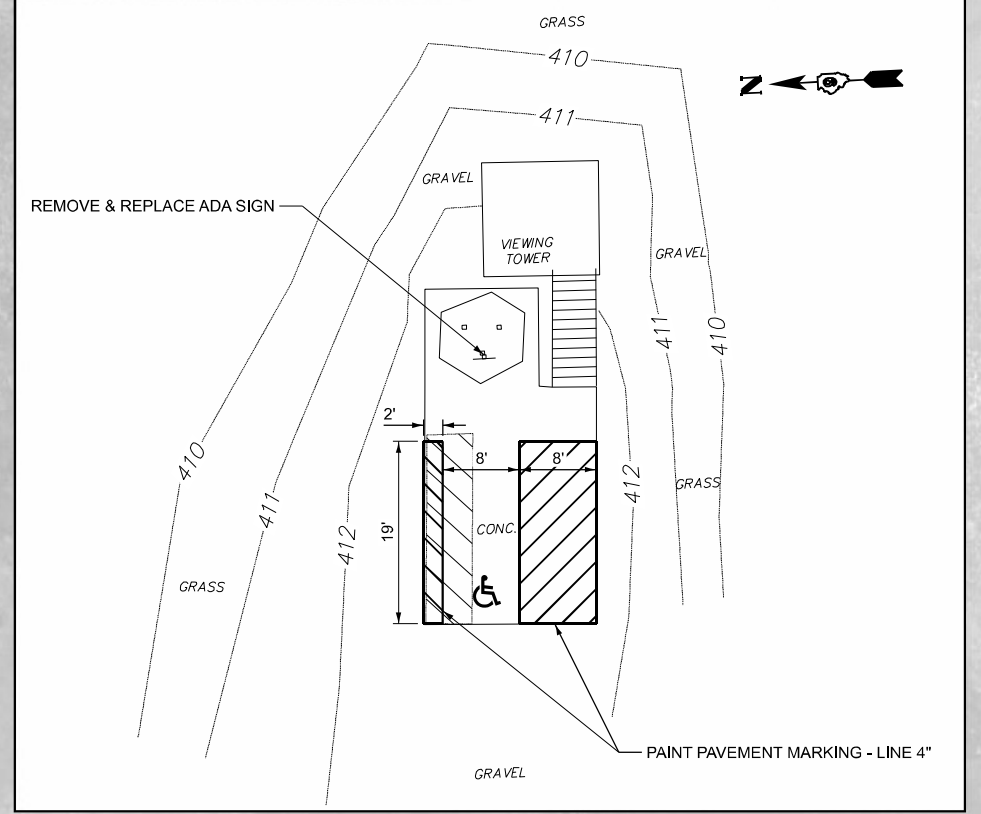 GRASS
410
N
411
GRAVEL
REMOVE & REPLACE ADA SIGN
VIEWING
TOWER
GRAVEL
411
410
2'
8'
8'
410
412
GRASS
411
19'
CONC.
412
GRASS
PAINT PAVEMENT MARKING - LINE 4"
GRAVEL